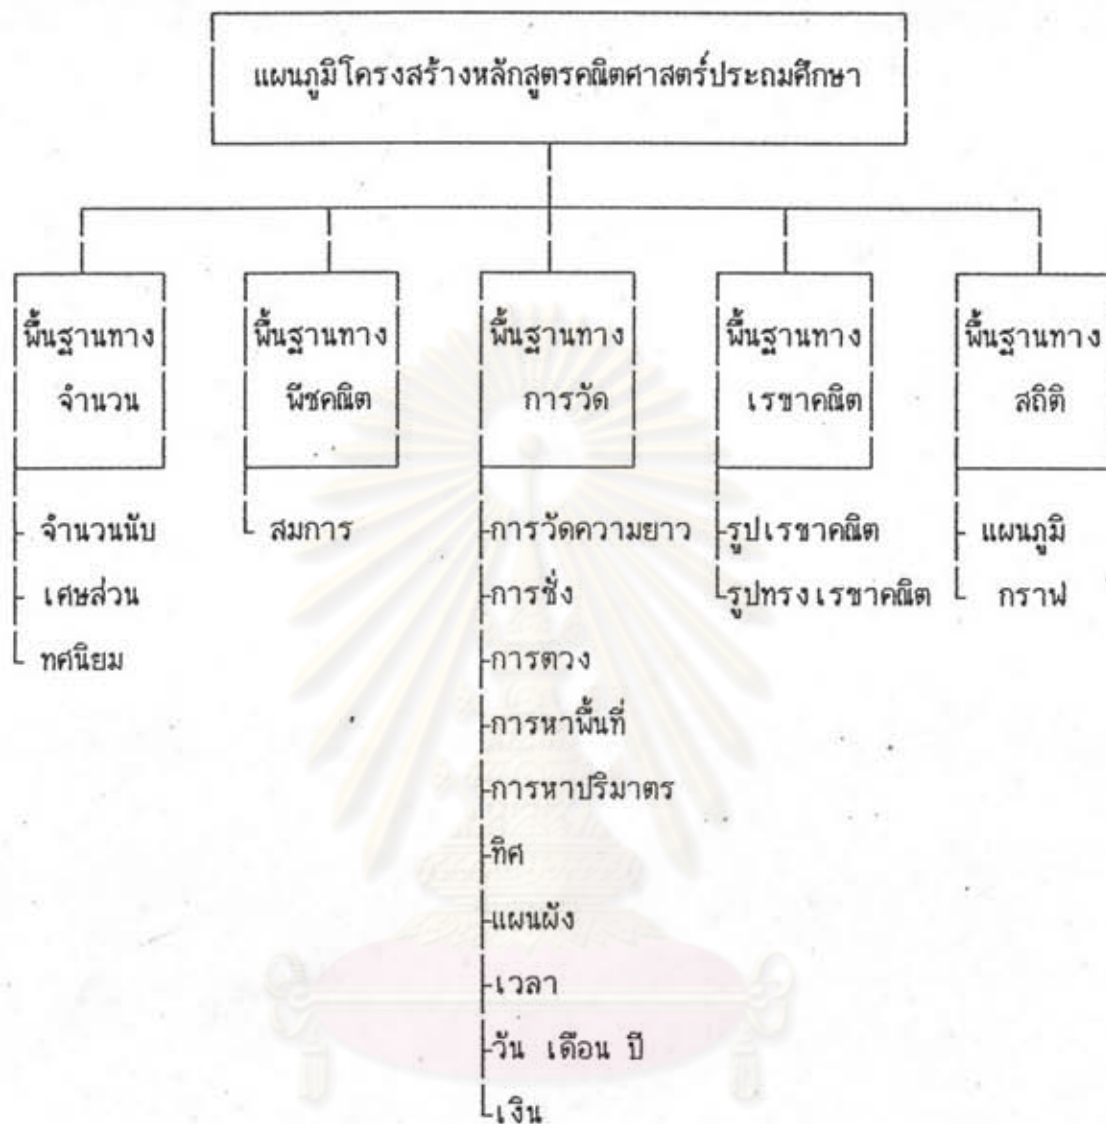 แผนภูมิโครงสร้างหลักสูตรคณิตศาสตร์ประถมศึกษา
พื้นฐานทาง
จำนวน
จำนวนนับ
เศษส่วน
ทศนิยม
พื้นฐานทาง
พีชคณิต
สมการ
พื้นฐานทาง
การวัด
การวัดความยาว
การชั่ง
การตวง
การหาพื้นที่
การหาปริมาตร
ทิศ
แผนผัง
เวลา
วัน เดือน ปี
เงิน
พื้นฐานทาง
เรขาคณิต
รูปเรขาคณิต
รูปทรงเรขาคณิต
พื้นฐานทาง
สถิติ
แผนภูมิ
กราฟ